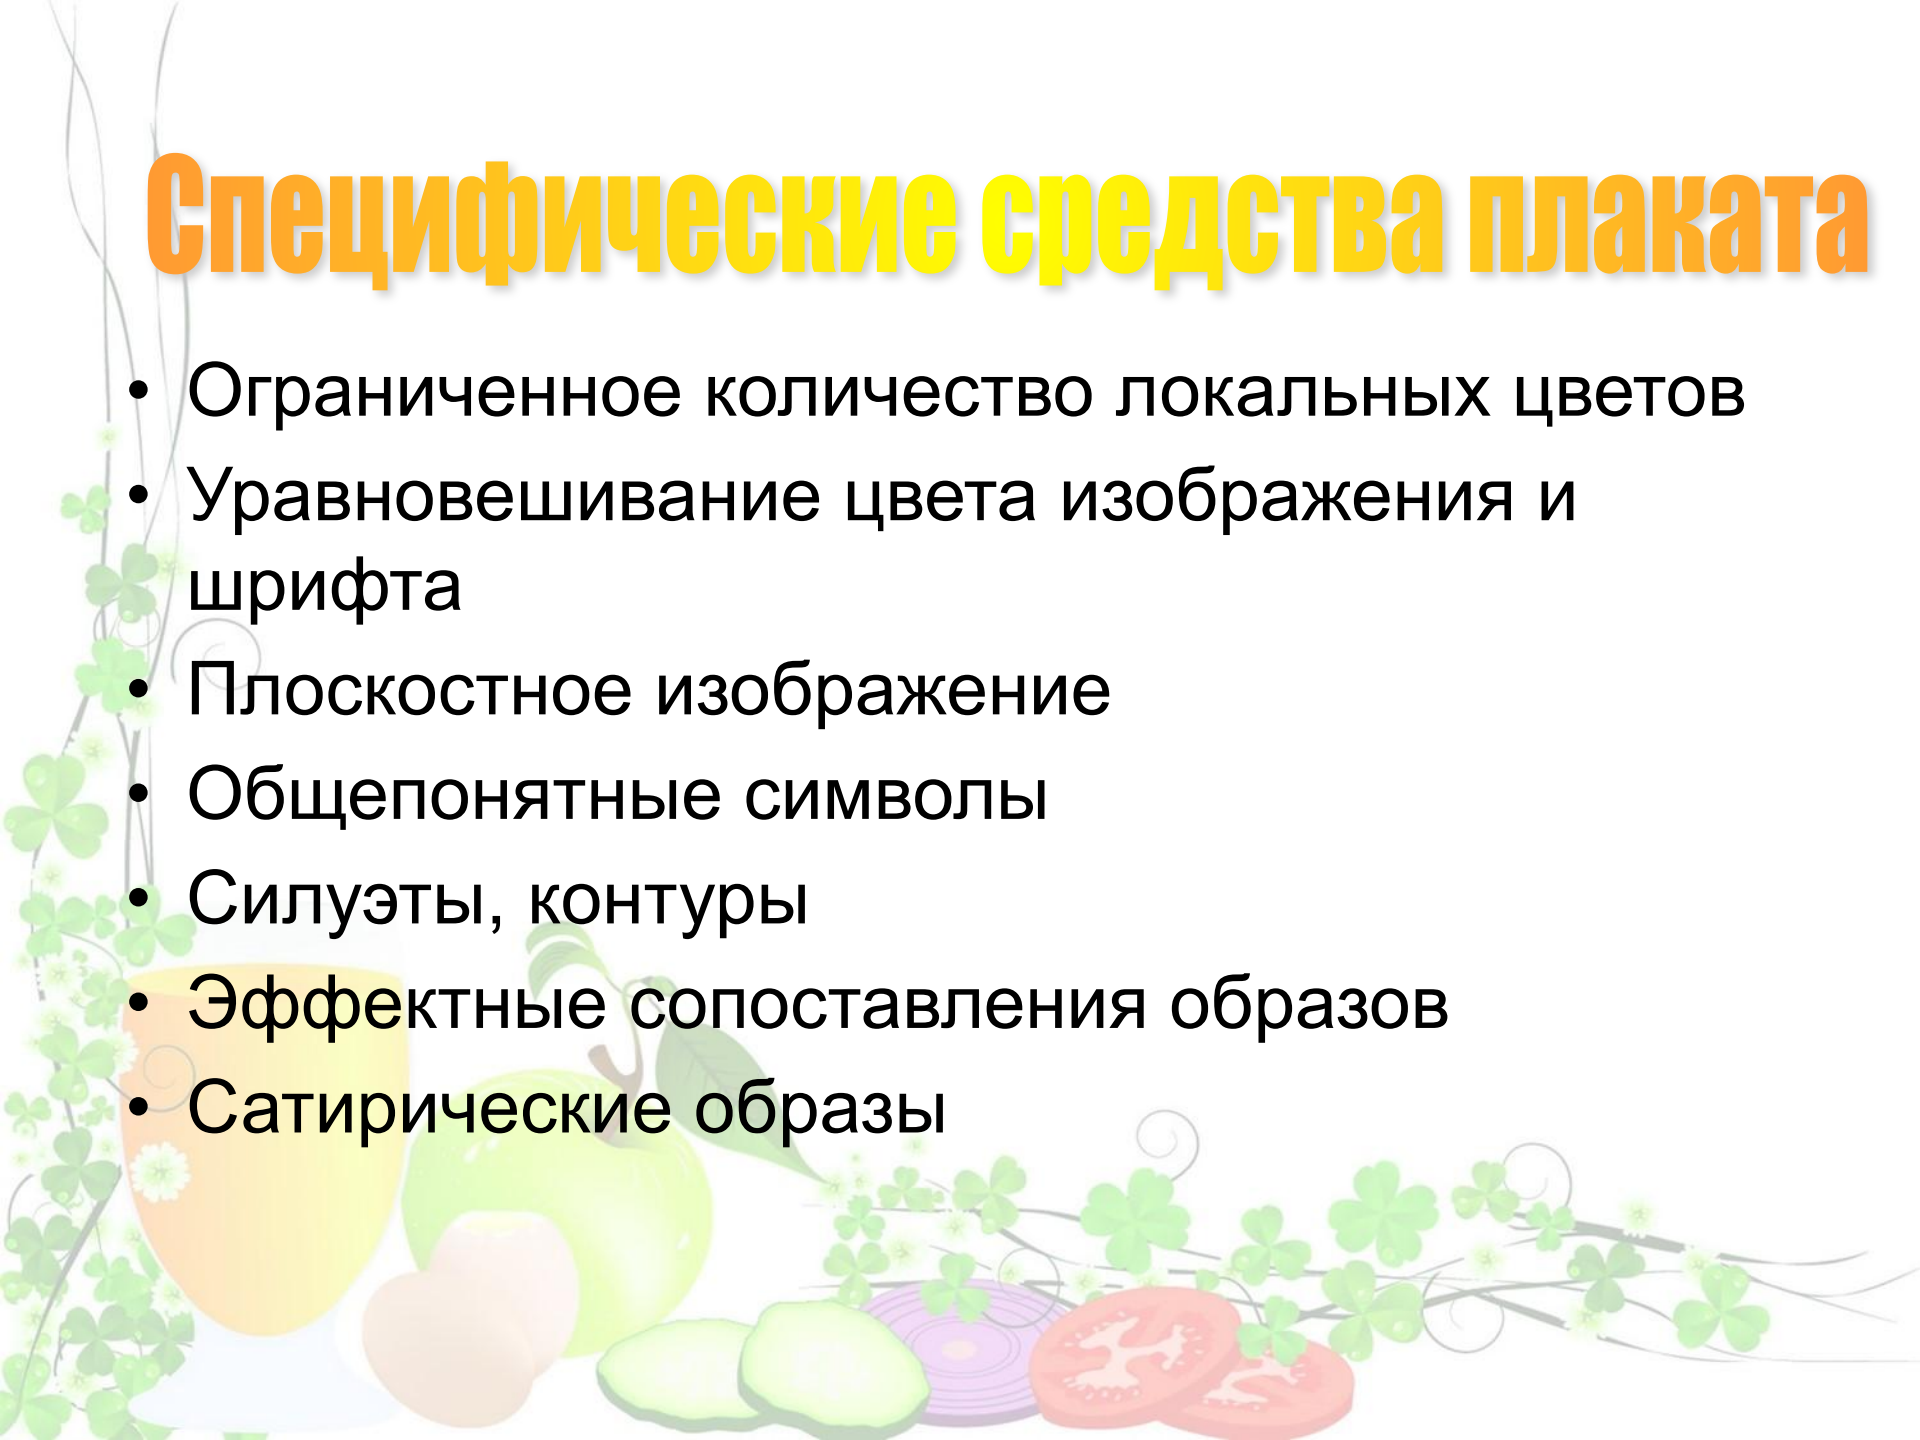 Специфические средства плаката
• Ограниченное количество локальных цветов
• Уравновешивание цвета изображения и
шрифта
• Плоскостное изображение
• Общепонятные символы
• Силуэты, контуры
• Эффектные сопоставления образов
• Сатирические образы